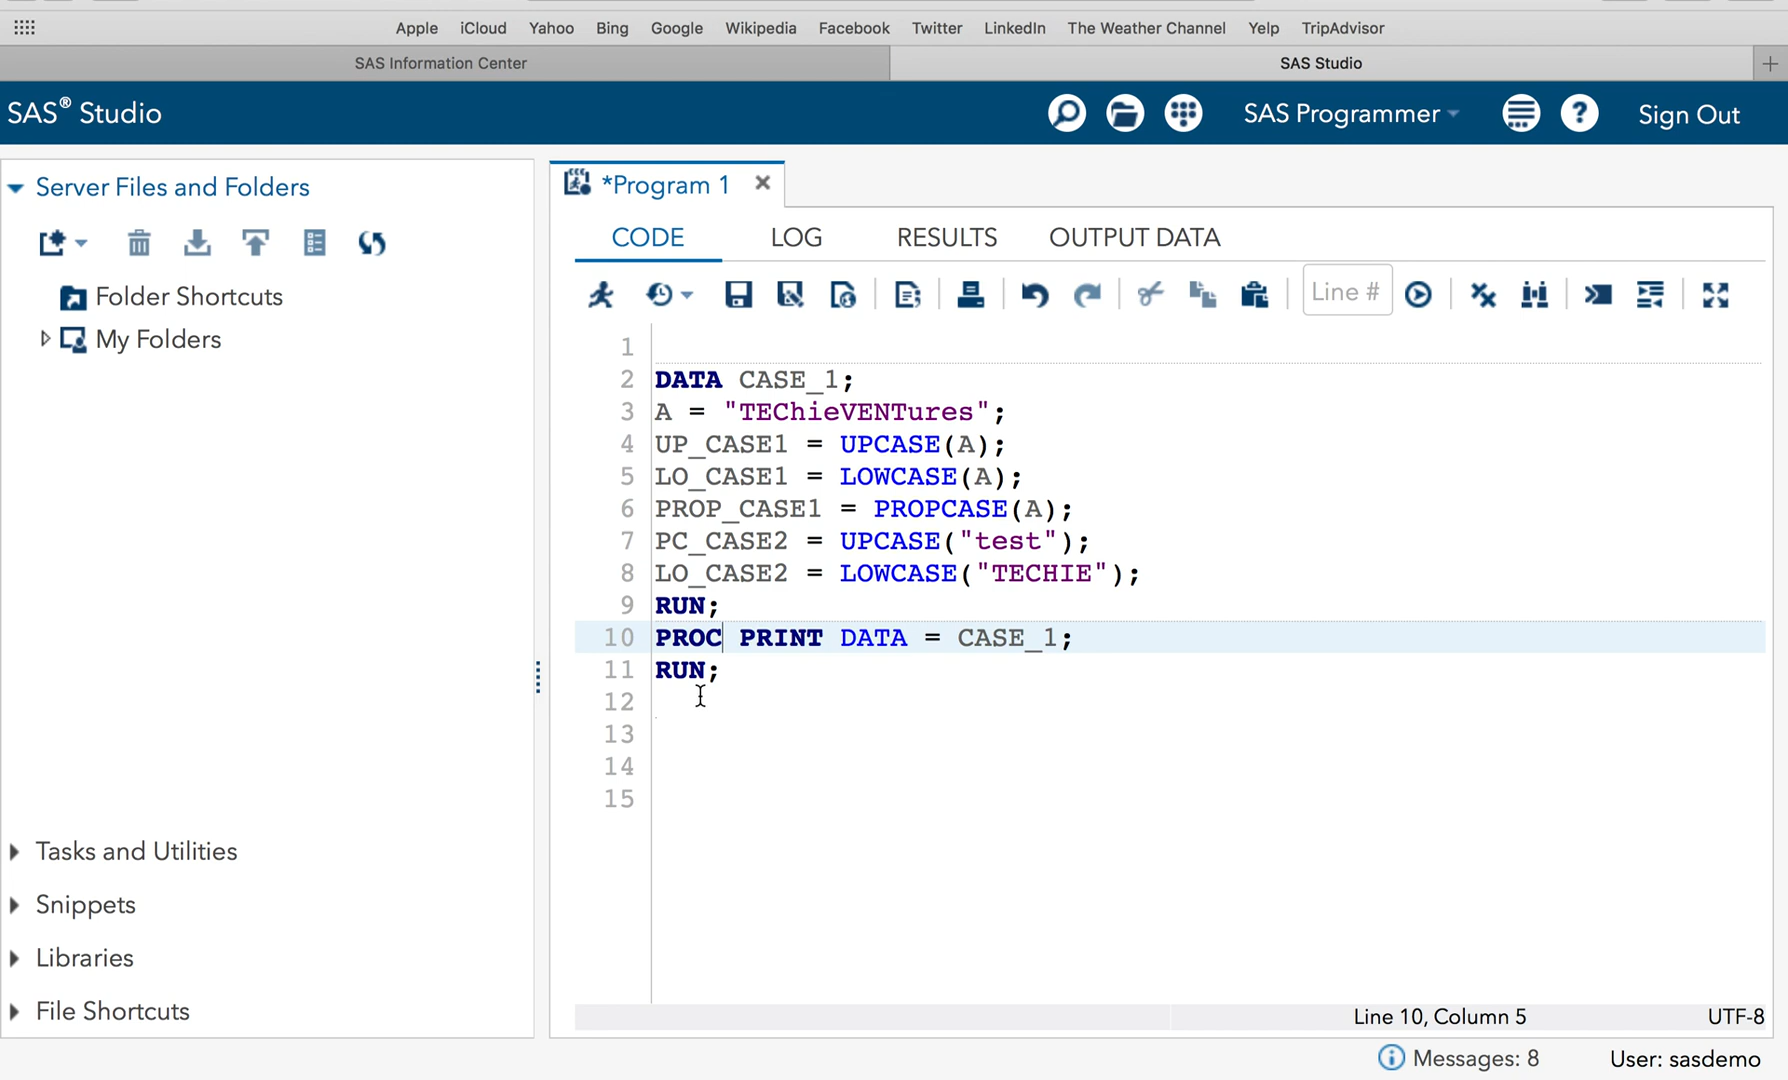 Apple iCloud Yahoo Bing Google Wikipedia Facebook Twitter LinkedIn The Weather Channel Yelp TripAdvisor
SAS Information Center SAS Studio
SAS® Studio SAS Programmer Sign Out
Server Files and Folders
Folder Shortcuts
My Folders
Tasks and Utilities
Snippets
Libraries
File Shortcuts
*Program 1
CODE LOG RESULTS OUTPUT DATA
Line #
1
2 DATA CASE_1;
3 A = "TEChieVENTures";
4 UP_CASE1 = UPCASE(A);
5 LO_CASE1 = LOWCASE(A);
6 PROP_CASE1 = PROPCASE(A);
7 PC_CASE2 = UPCASE("test");
8 LO_CASE2 = LOWCASE("TECHIE");
9 RUN;
10 PROC PRINT DATA = CASE_1;
11 RUN;
12
13
14
15
Line 10, Column 5 UTF-8
Messages: 8 User: sasdemo